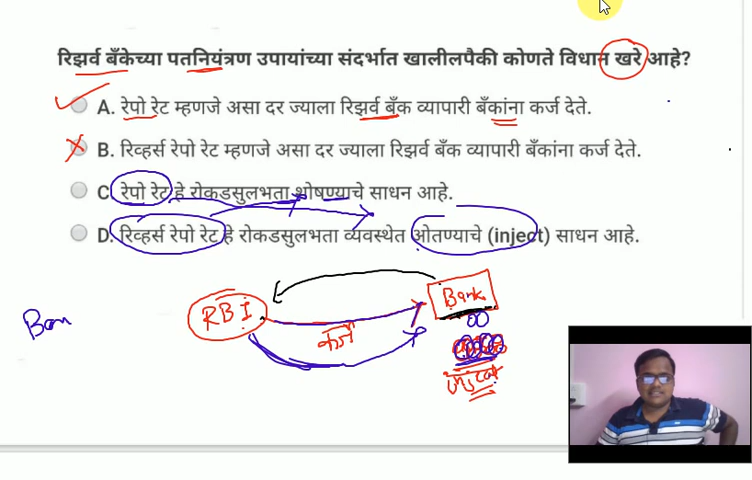 रिझर्व बँकेच्या पतनियंत्रण उपायांच्या संदर्भात खालीलपैकी कोणते विधान खरे आहे?
A. रेपो रेट म्हणजे असा दर ज्याला रिझर्व बँक व्यापारी बँकांना कर्ज देते.
B. रिव्हर्स रेपो रेट म्हणजे असा दर ज्याला रिझर्व बँक व्यापारी बँकांना कर्ज देते.
C. रेपो रेट हे रोकडसुलभता शोषण्याचे साधन आहे.
D. रिव्हर्स रेपो रेट हे रोकडसुलभता व्यवस्थेत ओतण्याचे (inject) साधन आहे.
RBI
Bank
कर्ज
Ban